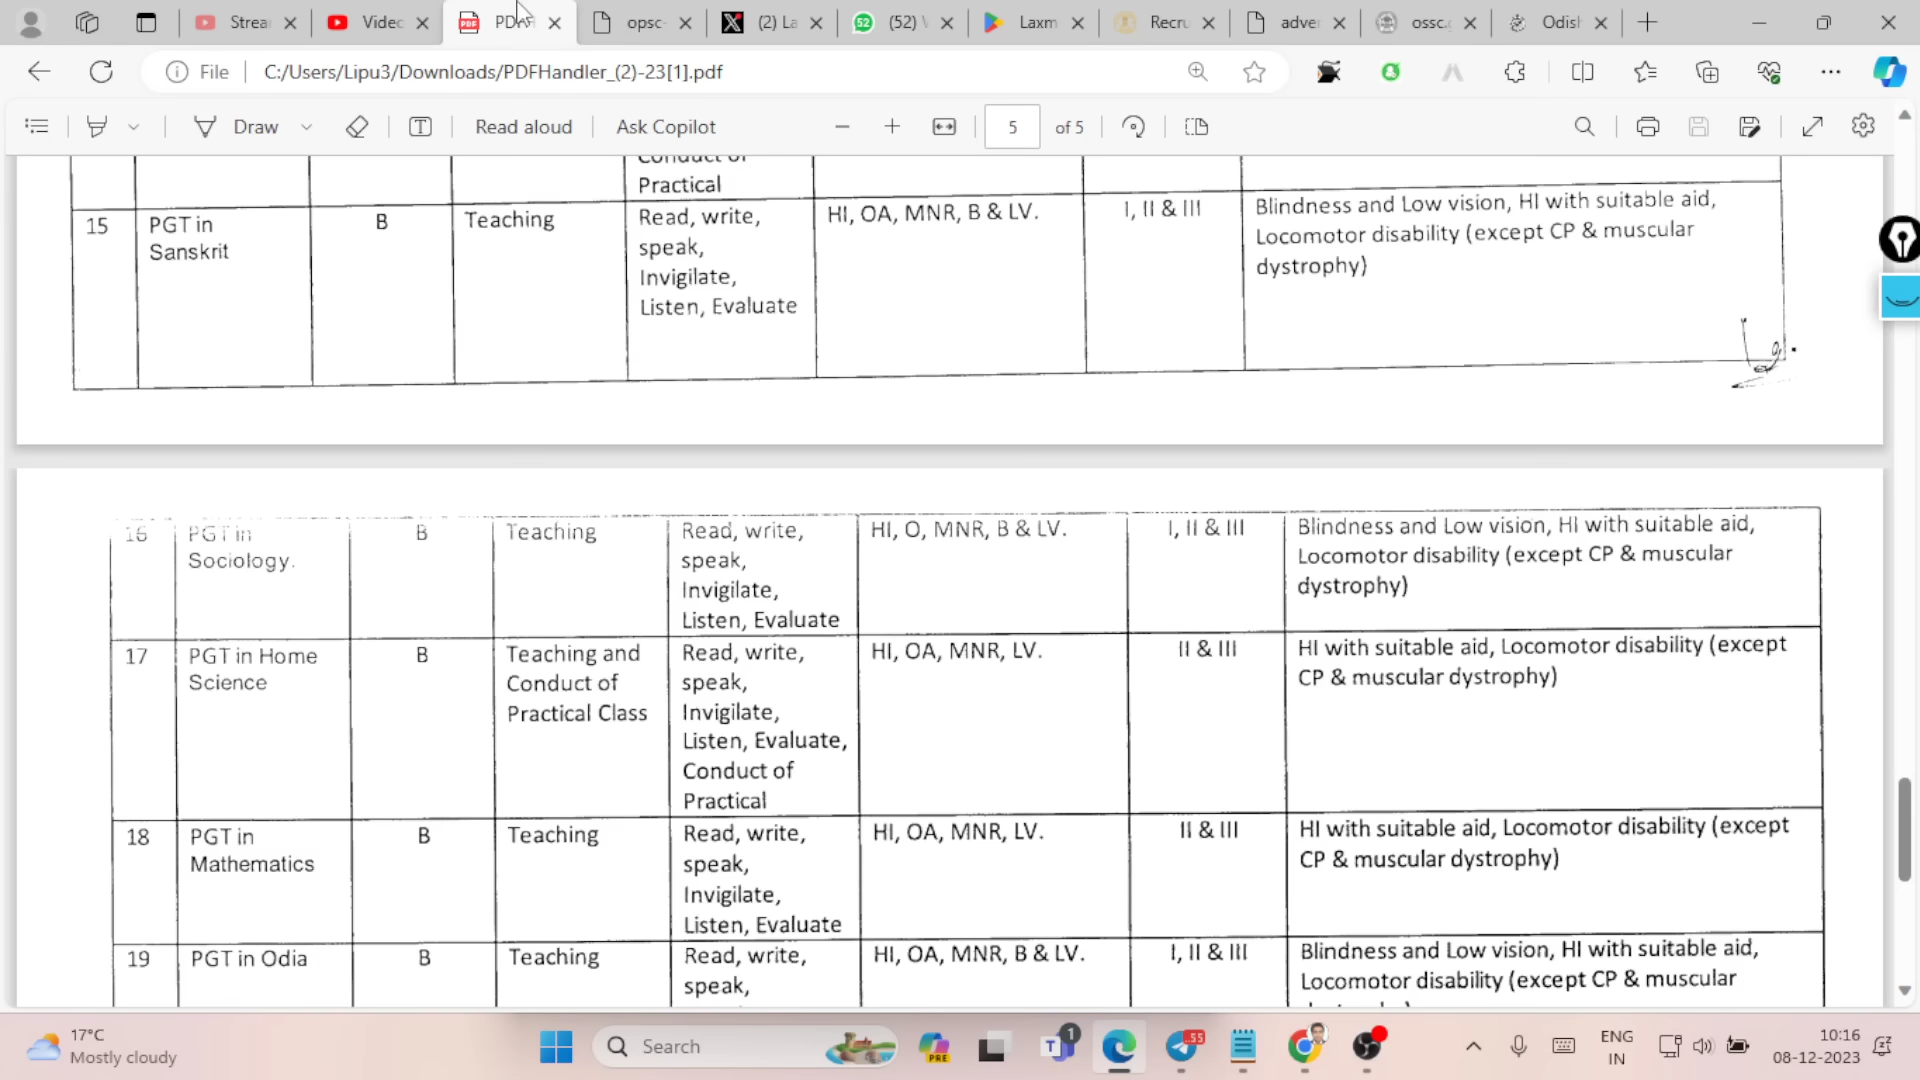 Strea
Videc
PDF
opsc-
(2) La
(52)
Laxm
Recru
adve
ossc.
Odish
File
C:/Users/Lipu3/Downloads/PDFHandler_(2)-23[1].pdf
Draw
Read aloud
Ask Copilot
5
of 5
Practical
15
PGT in
Sanskrit
B
Teaching
Read, write,
speak,
Invigilate,
Listen, Evaluate
HI, OA, MNR, B & LV.
I, II & III
Blindness and Low vision, HI with suitable aid,
Locomotor disability (except CP & muscular
dystrophy)
16
PGT in
Sociology.
B
Teaching
Read, write,
speak,
Invigilate,
Listen, Evaluate
HI, O, MNR, B & LV.
I, II & III
Blindness and Low vision, HI with suitable aid,
Locomotor disability (except CP & muscular
dystrophy)
17
PGT in Home
Science
B
Teaching and
Conduct of
Practical Class
Read, write,
speak,
Invigilate,
Listen, Evaluate,
Conduct of
Practical
HI, OA, MNR, LV.
II & III
HI with suitable aid, Locomotor disability (except
CP & muscular dystrophy)
18
PGT in
Mathematics
B
Teaching
Read, write,
speak,
Invigilate,
Listen, Evaluate
HI, OA, MNR, LV.
II & III
HI with suitable aid, Locomotor disability (except
CP & muscular dystrophy)
19
PGT in Odia
B
Teaching
Read, write,
speak,
HI, OA, MNR, B & LV.
I, II & III
Blindness and Low vision, HI with suitable aid,
Locomotor disability (except CP & muscular
17°C
Mostly cloudy
Search
PRE
1
55
ENG
IN
10:16
08-12-2023